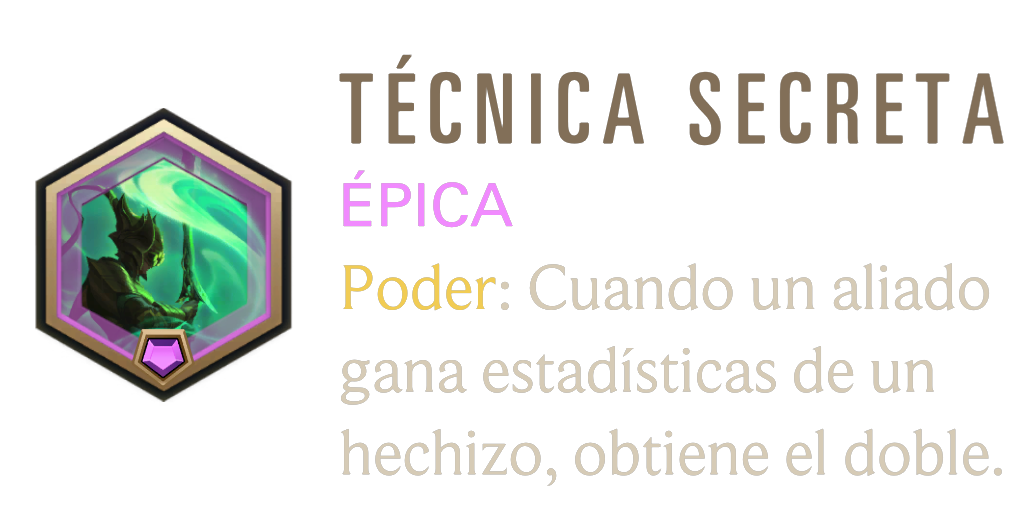 TÉCNICA SECRETA
ÉPICA
Poder: Cuando un aliado
gana estadísticas de un
hechizo, obtiene el doble.